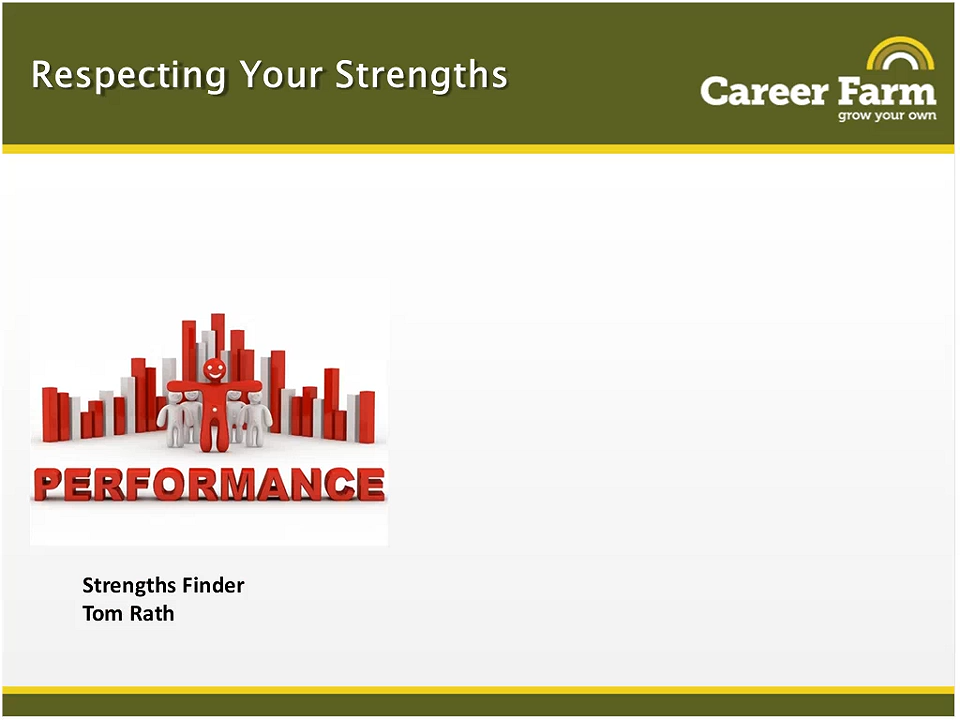 Respecting Your Strengths
Career Farm
grow your own
PERFORMANCE
Strengths Finder
Tom Rath